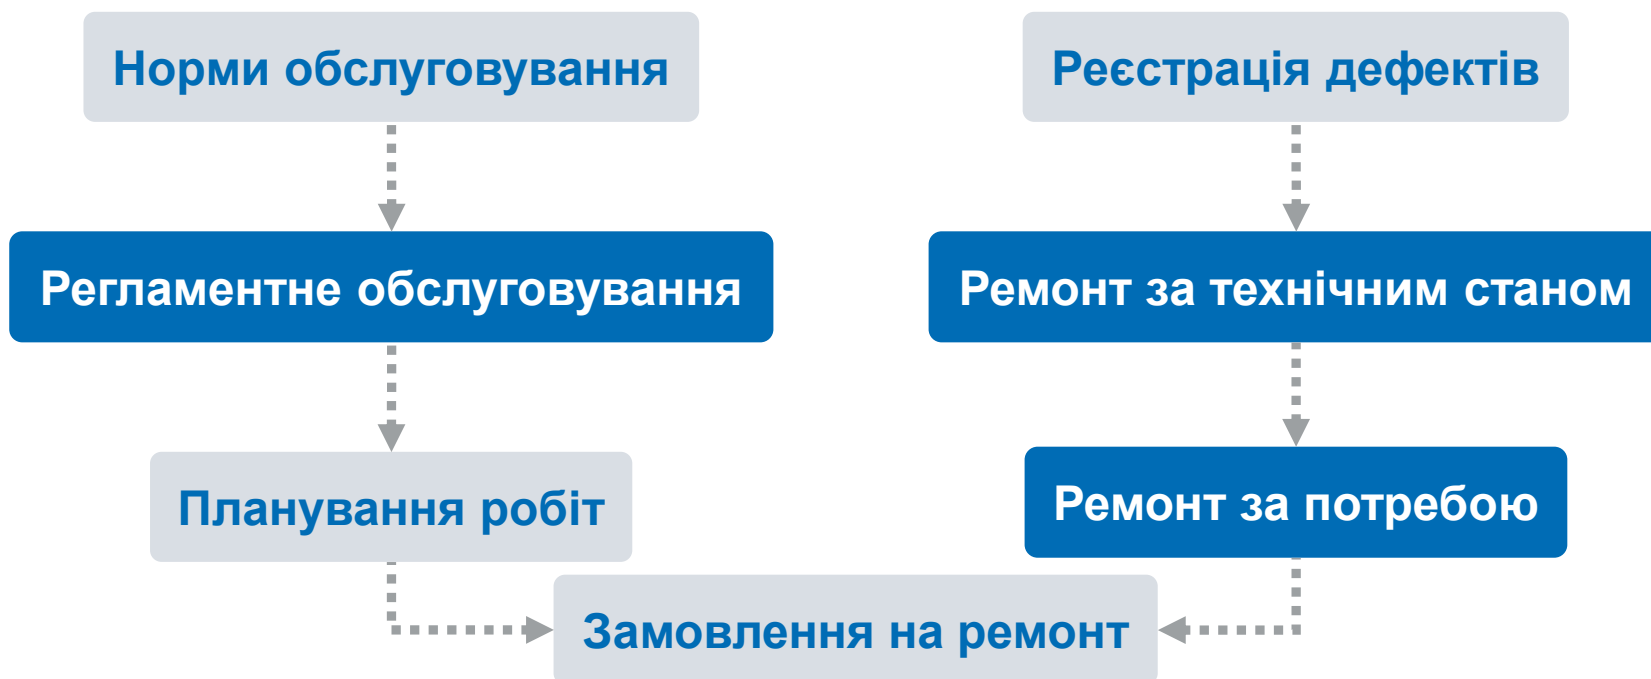 Норми обслуговування
Реєстрація дефектів
Регламентне обслуговування
Ремонт за технічним станом
Планування робіт
Ремонт за потребою
Замовлення на ремонт